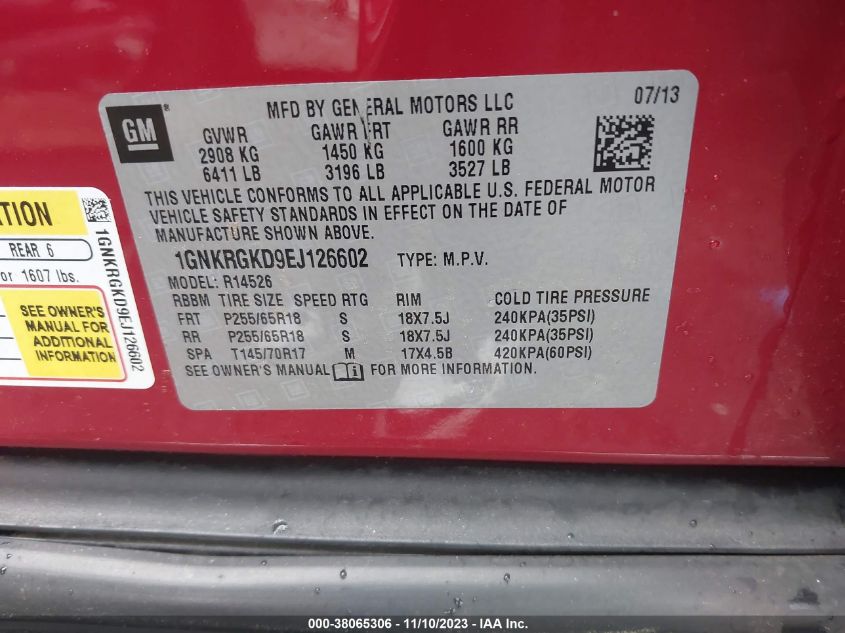 MFD BY GENERAL MOTORS LLC 07/13
GM®
GVWR GAWR FRT GAWR RR
2908 KG 1450 KG 1600 KG
6411 LB 3196 LB 3527 LB
THIS VEHICLE CONFORMS TO ALL APPLICABLE U.S. FEDERAL MOTOR
VEHICLE SAFETY STANDARDS IN EFFECT ON THE DATE OF
MANUFACTURE SHOWN ABOVE.
1GNKRGKD9EJ126602 TYPE: M.P.V.
MODEL: R14526
RBBM TIRE SIZE SPEED RTG RIM COLD TIRE PRESSURE
FRT P255/65R18 S 18X7.5J 240KPA(35PSI)
RR P255/65R18 S 18X7.5J 240KPA(35PSI)
SPA T145/70R17 M 17X4.5B 420KPA(60PSI)
SEE OWNER'S MANUAL FOR MORE INFORMATION.
TION
REAR 6
or 1607 lbs.
SEE OWNER'S
MANUAL FOR
ADDITIONAL
INFORMATION
1GNKRGKD9EJ126602
000-38065306 - 11/10/2023 - IAAI Inc.